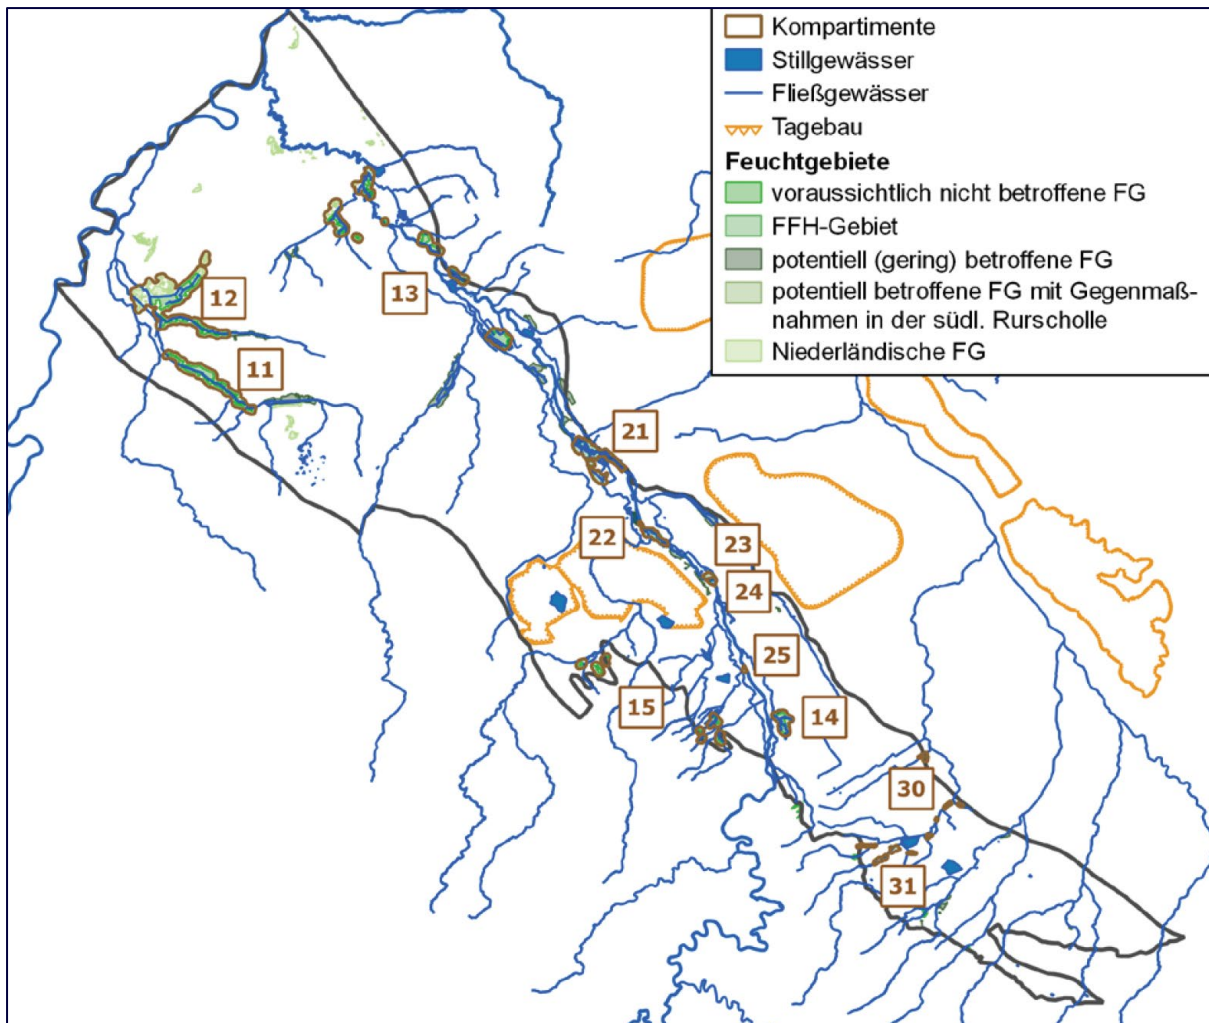 Kompartimente
Stillgewässer
Fließgewässer
Tagebau
Feuchtgebiete
voraussichtlich nicht betroffene FG
FFH-Gebiet
potentiell (gering) betroffene FG
potentiell betroffene FG mit Gegenmaß-
nahmen in der südl. Rurscholle
Niederländische FG
12
13
11
21
22
23
24
25
15
14
30
31